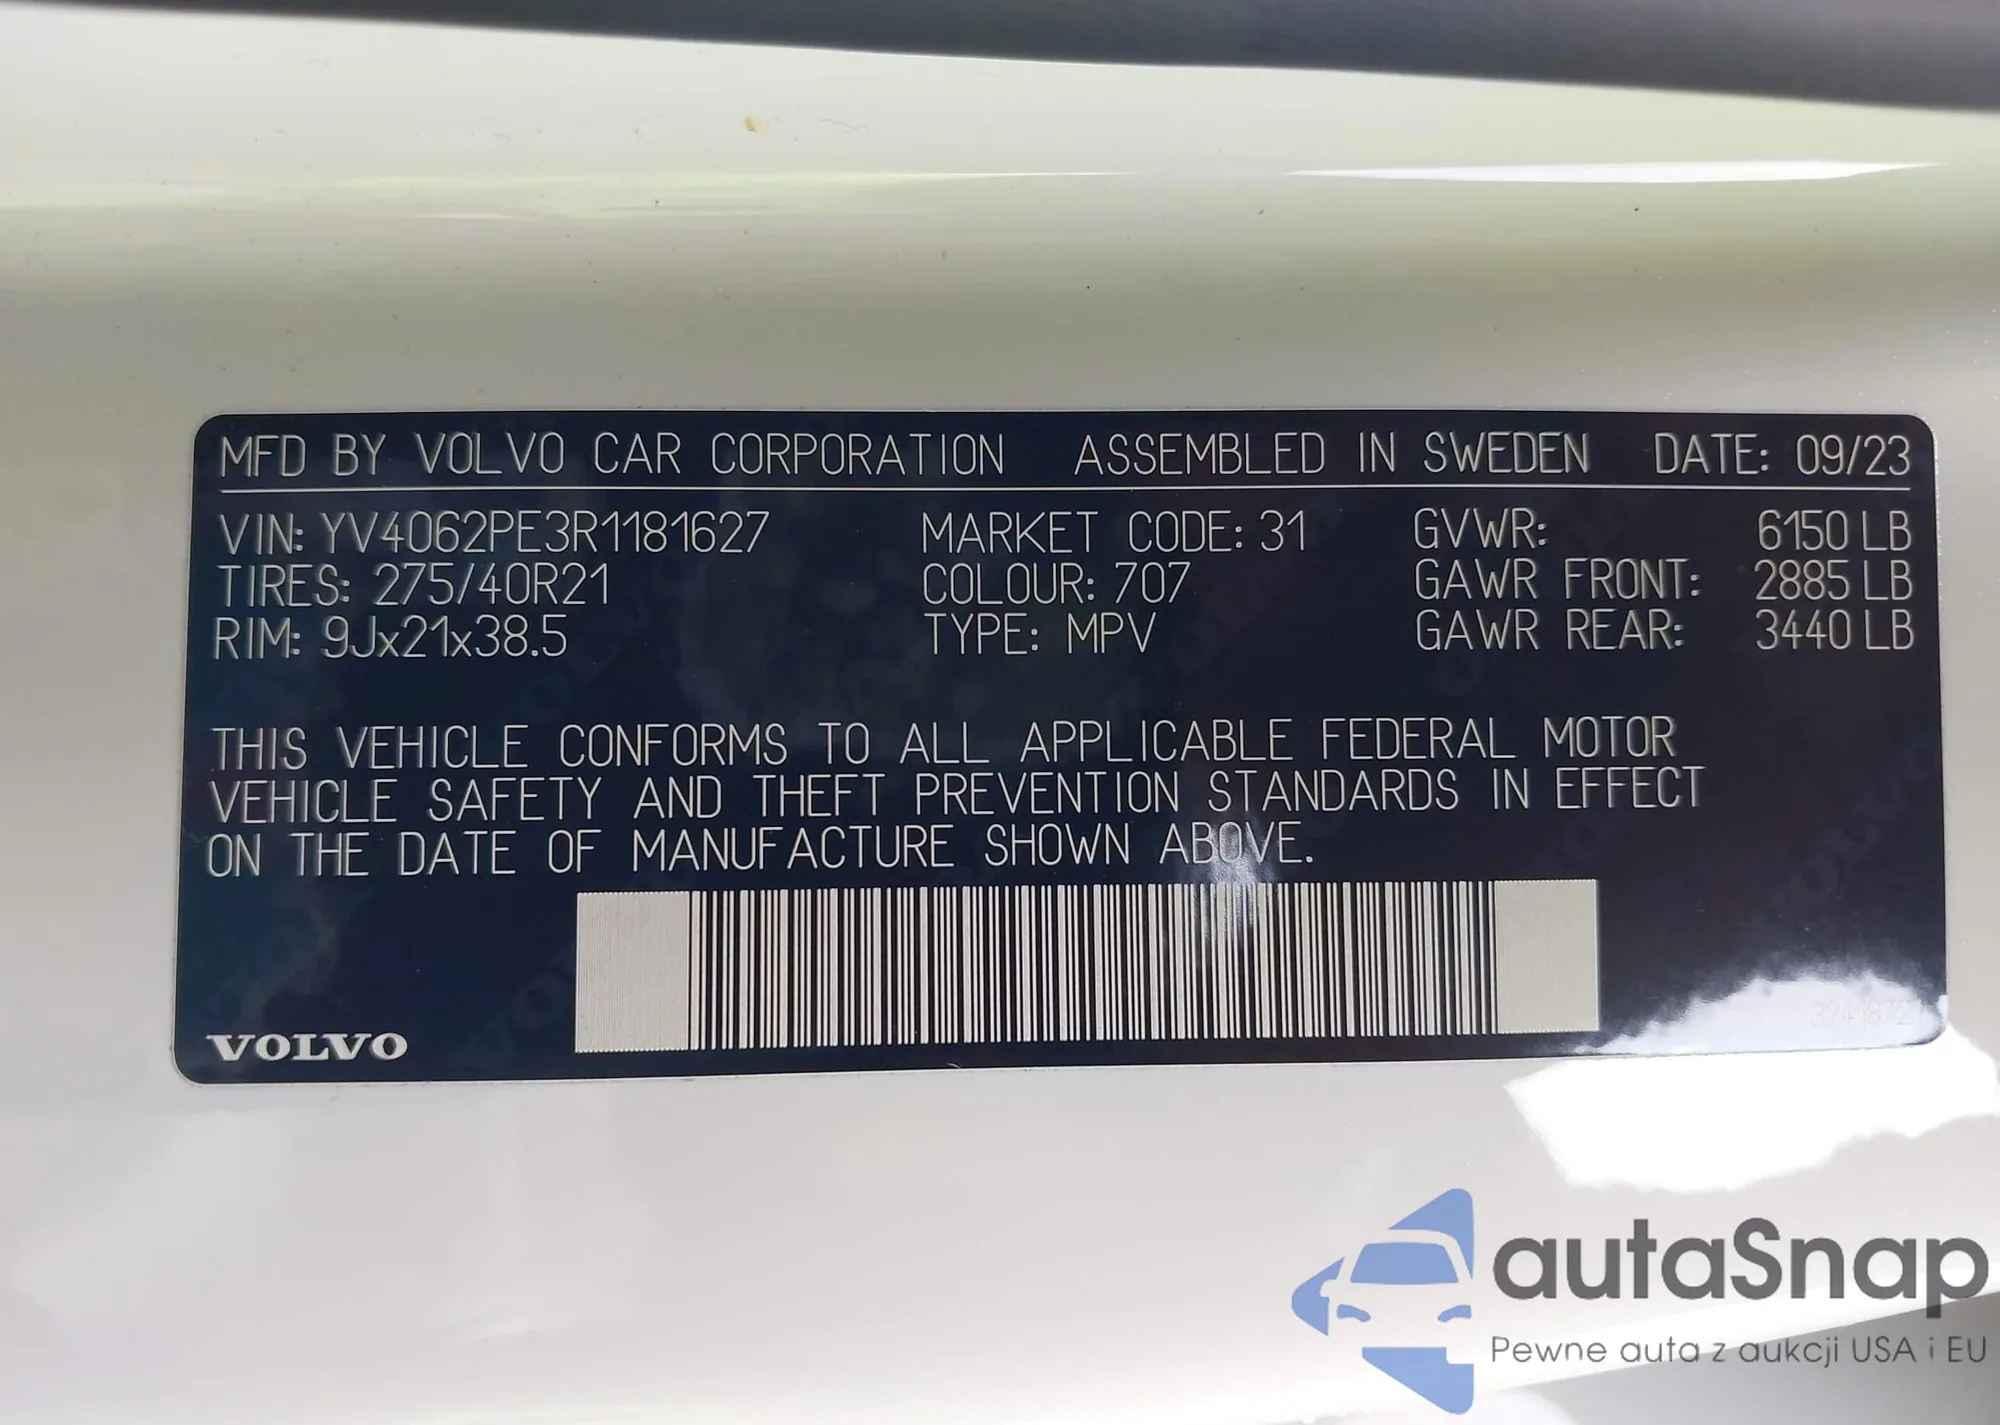 MFD BY VOLVO CAR CORPORATION ASSEMBLED IN SWEDEN DATE: 09/23
VIN: YV4062PE3R1181627 MARKET CODE: 31 GVWR: 6150 LB
TIRES: 275/40R21 COLOUR: 707 GAWR FRONT: 2885 LB
RIM: 9Jx21x38.5 TYPE: MPV GAWR REAR: 3440 LB
THIS VEHICLE CONFORMS TO ALL APPLICABLE FEDERAL MOTOR
VEHICLE SAFETY AND THEFT PREVENTION STANDARDS IN EFFECT
ON THE DATE OF MANUFACTURE SHOWN ABOVE.
VOLVO
autaSnap
Pewne auta z aukcji USA i EU